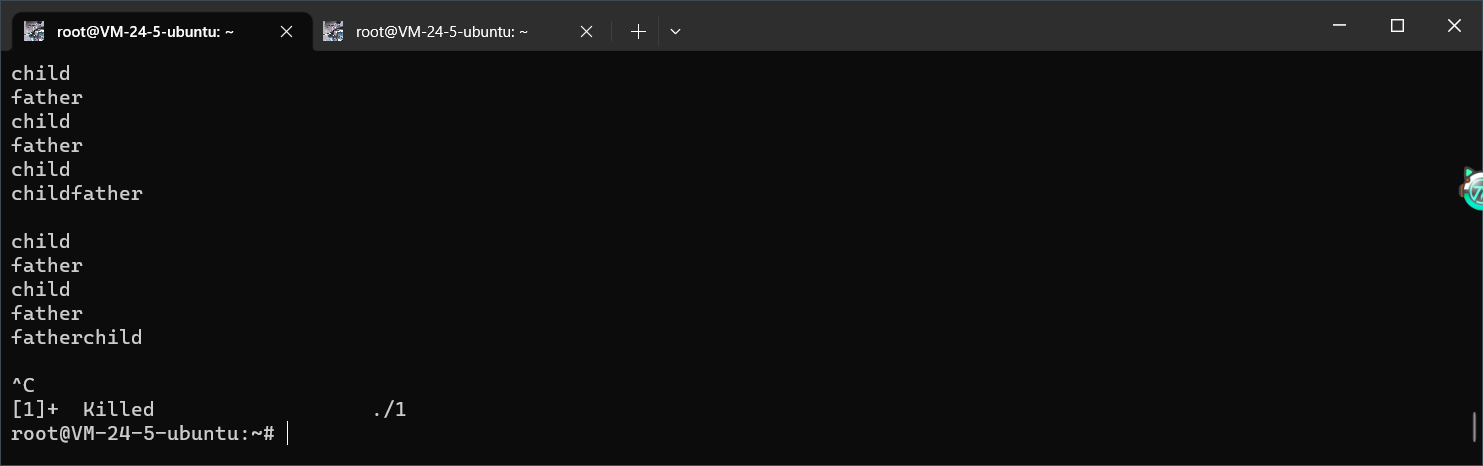 root@VM-24-5-ubuntu: ~ root@VM-24-5-ubuntu: ~
child
father
child
father
child
childfather
child
father
child
father
fatherchild
^C
[1]+  Killed                  ./1
root@VM-24-5-ubuntu:~#